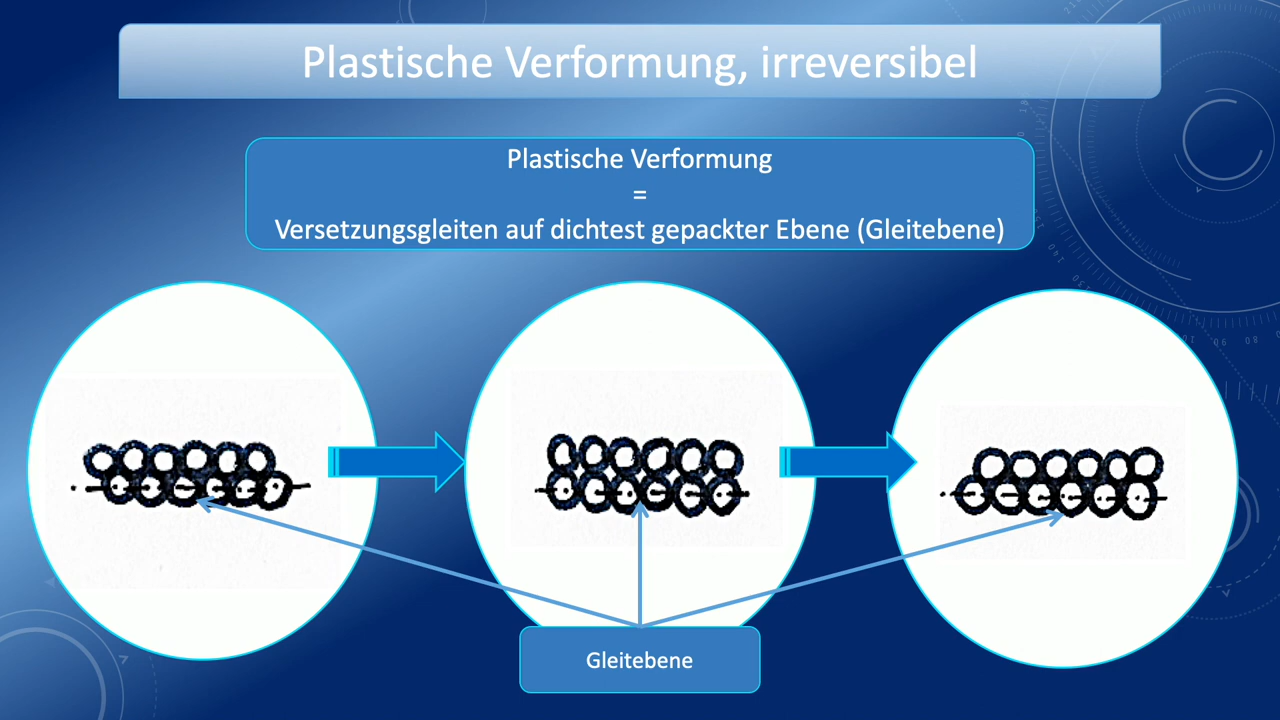 Plastische Verformung, irreversibel
Plastische Verformung
=
Versetzungsgleiten auf dichtest gepackter Ebene (Gleitebene)
Gleitebene